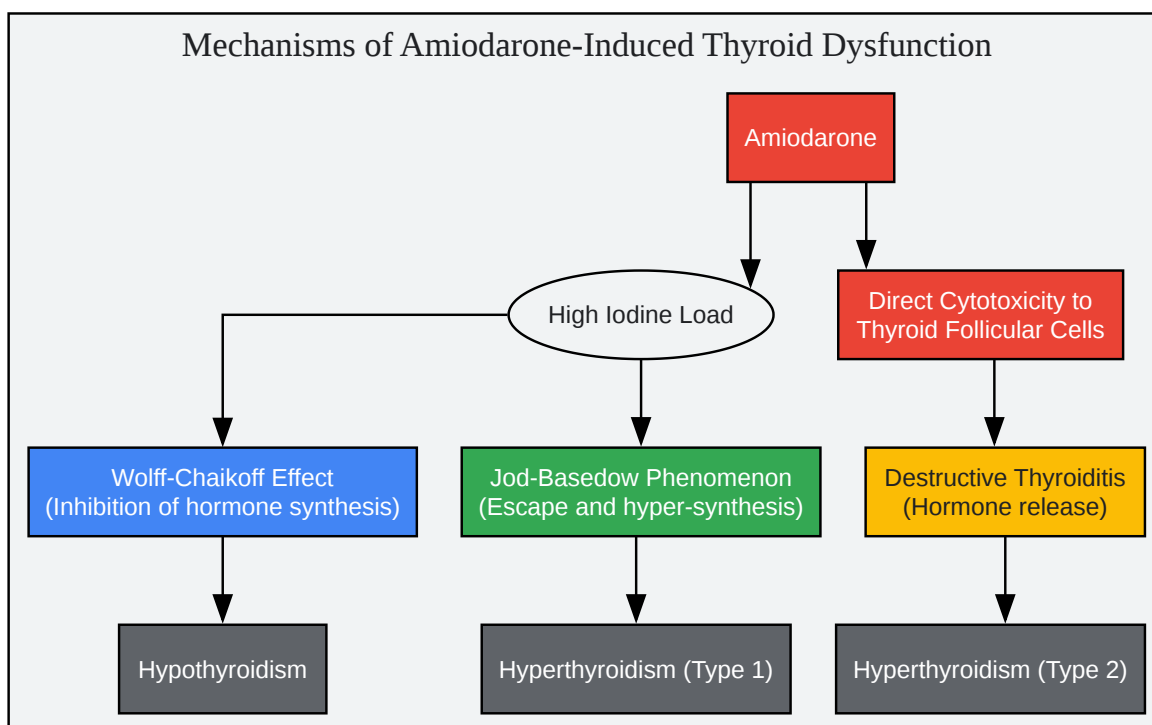 Mechanisms of Amiodarone-Induced Thyroid Dysfunction
Amiodarone
High Iodine Load
Direct Cytotoxicity to
Thyroid Follicular Cells
Wolff-Chaikoff Effect
(Inhibition of hormone synthesis)
Jod-Basedow Phenomenon
(Escape and hyper-synthesis)
Destructive Thyroiditis
(Hormone release)
Hypothyroidism
Hyperthyroidism (Type 1)
Hyperthyroidism (Type 2)